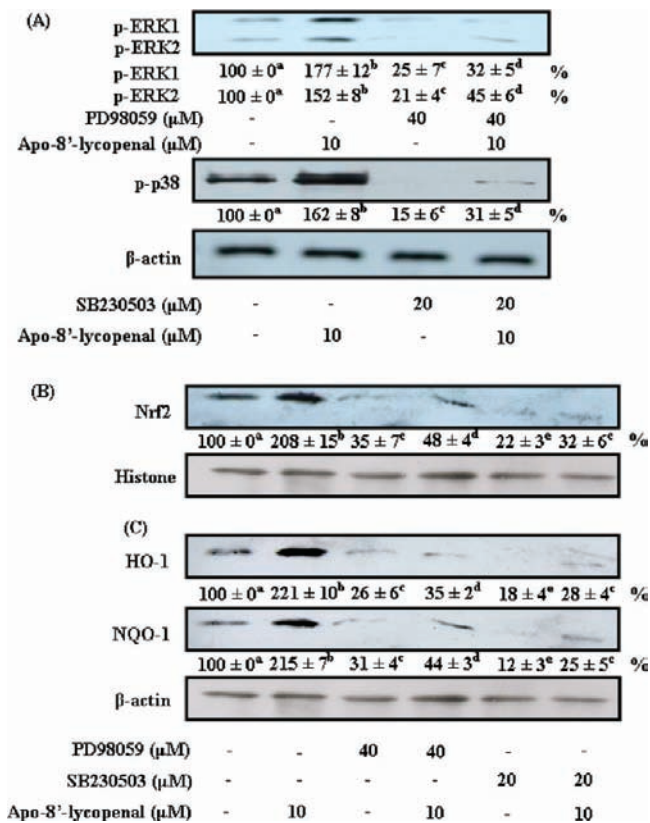 (A)
p-ERK1
p-ERK2
p-ERK1 100 ± 0ᵃ 177 ± 12ᵇ 25 ± 7ᶜ 32 ± 5ᵈ %
p-ERK2 100 ± 0ᵃ 152 ± 8ᵇ 21 ± 4ᶜ 45 ± 6ᵈ %
PD98059 (μM) - - 40 40
Apo-8'-lycopenal (μM) - 10 - 10
p-p38
100 ± 0ᵃ 162 ± 8ᵇ 15 ± 6ᶜ 31 ± 5ᵈ %
β-actin
SB230503 (μM) - - 20 20
Apo-8'-lycopenal (μM) - 10 - 10
(B)
Nrf2
100 ± 0ᵃ 208 ± 15ᵇ 35 ± 7ᶜ 48 ± 4ᵈ 22 ± 3ᵉ 32 ± 6ᶜ %
Histone
(C)
HO-1
100 ± 0ᵃ 221 ± 10ᵇ 26 ± 6ᶜ 35 ± 2ᵈ 18 ± 4ᵉ 28 ± 4ᶜ %
NQO-1
100 ± 0ᵃ 215 ± 7ᵇ 31 ± 4ᶜ 44 ± 3ᵈ 12 ± 3ᵉ 25 ± 5ᶜ %
β-actin
PD98059 (μM) - - 40 40 - -
SB230503 (μM) - - - - 20 20
Apo-8'-lycopenal (μM) - 10 - 10 - 10